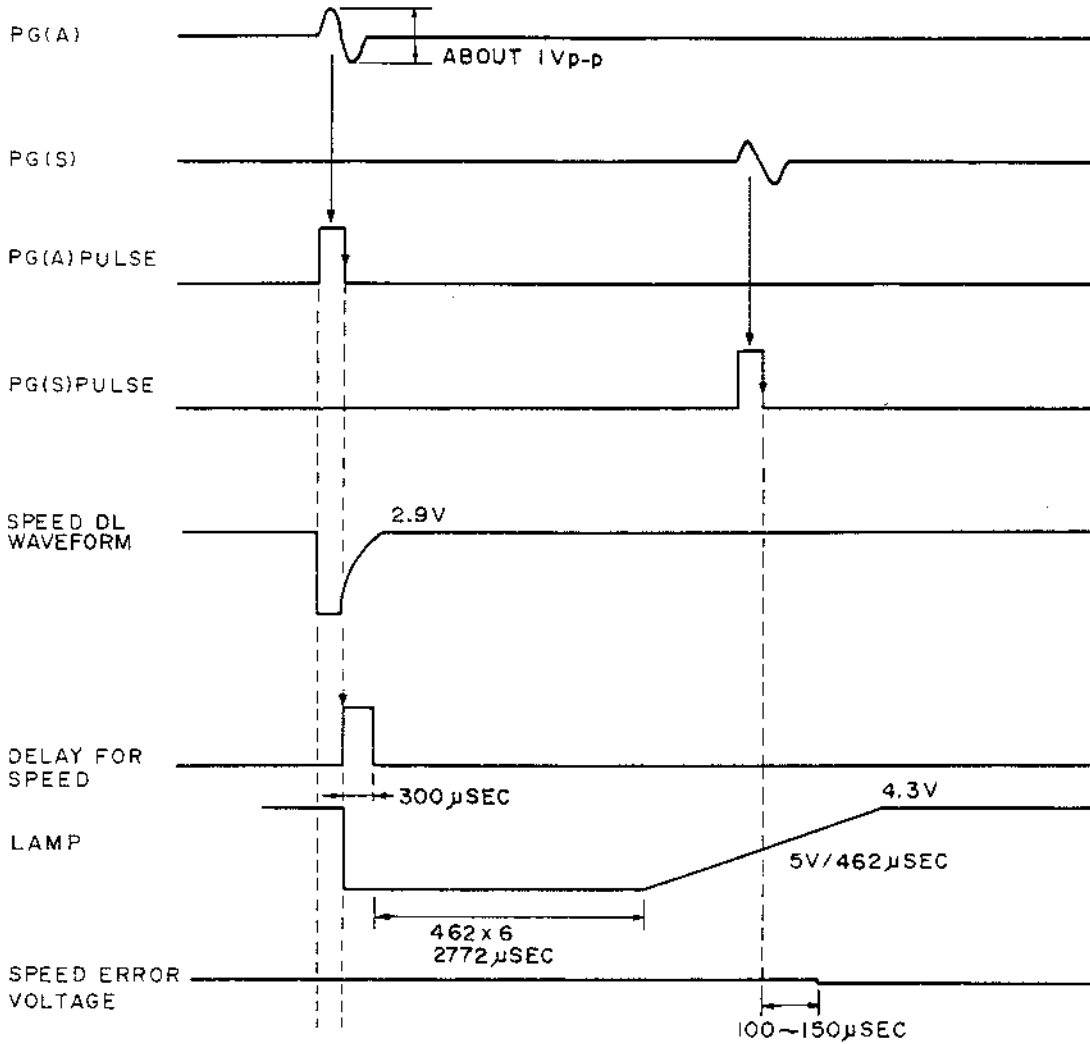 PG(A)
ABOUT 1Vp-p
PG(S)
PG(A)PULSE
PG(S)PULSE
SPEED DL
WAVEFORM
2.9V
DELAY FOR
SPEED
300µSEC
4.3V
LAMP
5V/462µSEC
462 x 6
2772µSEC
SPEED ERROR
VOLTAGE
100~150µSEC